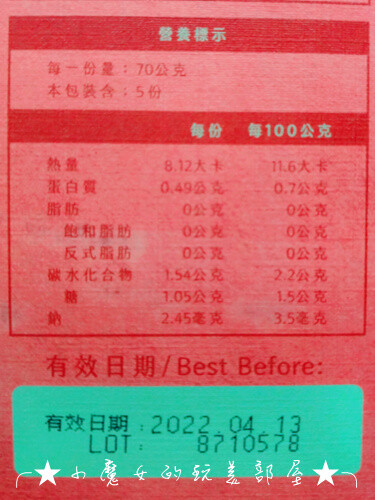 營養標示
每一份量：70公克
本包裝含：5份
每份 每100公克
熱量 8.12大卡 11.6大卡
蛋白質 0.49公克 0.7公克
脂肪 0公克 0公克
飽和脂肪 0公克 0公克
反式脂肪 0公克 0公克
碳水化合物 1.54公克 2.2公克
糖 1.05公克 1.5公克
鈉 2.45毫克 3.5毫克
有效日期/Best Before:
有效日期：2022.04.13
LOT： 8710578
★小魔女的玩美部屋★